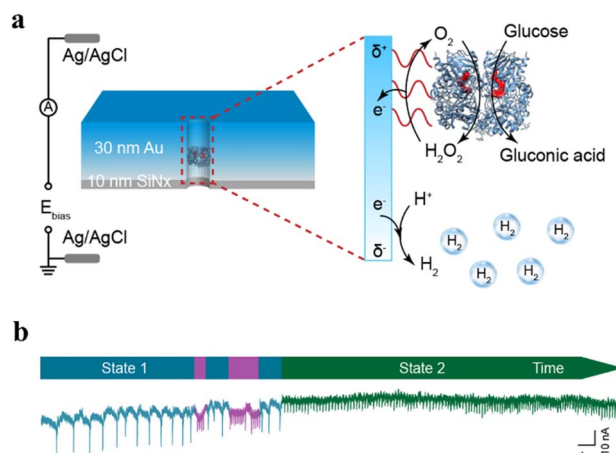 a
Ag/AgCl
A
30 nm Au
10 nm SiNx
E bias
Ag/AgCl
δ+
O2
Glucose
e-
H2O2
Gluconic acid
e-
H+
δ-
H2
H2
H2
H2
H2
H2
b
State 1
State 2
Time
10 nA